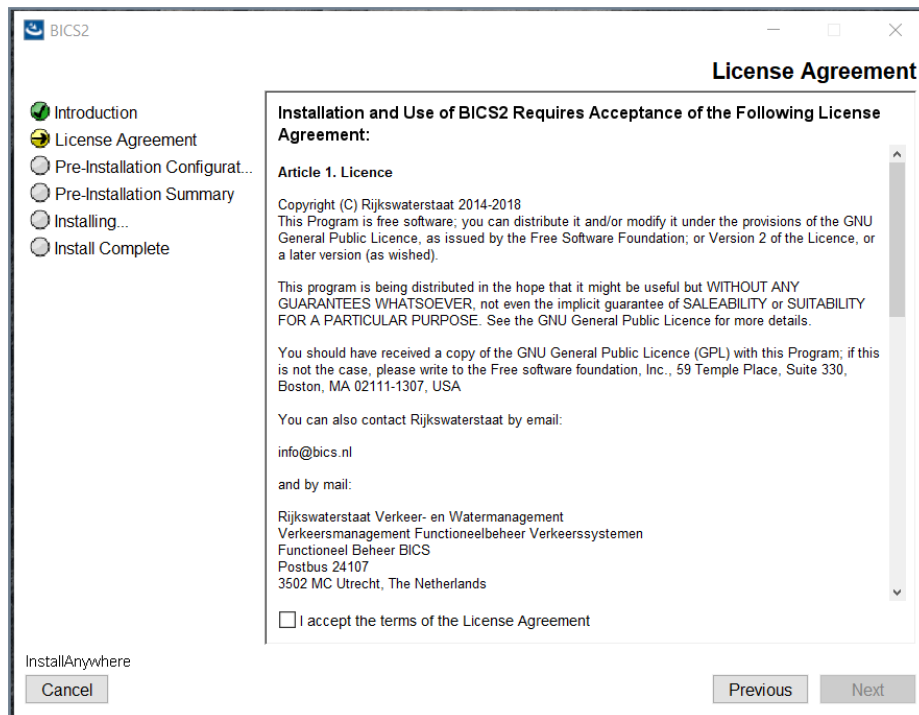 BICS2
License Agreement
Introduction
License Agreement
Pre-Installation Configurat...
Pre-Installation Summary
Installing...
Install Complete
Installation and Use of BICS2 Requires Acceptance of the Following License
Agreement:
Article 1. Licence
Copyright (C) Rijkswaterstaat 2014-2018
This Program is free software; you can distribute it and/or modify it under the provisions of the GNU
General Public Licence, as issued by the Free Software Foundation; or Version 2 of the Licence, or
a later version (as wished).
This program is being distributed in the hope that it might be useful but WITHOUT ANY
GUARANTEES WHATSOEVER, not even the implicit guarantee of SALEABILITY or SUITABILITY
FOR A PARTICULAR PURPOSE. See the GNU General Public Licence for more details.
You should have received a copy of the GNU General Public Licence (GPL) with this Program; if this
is not the case, please write to the Free software foundation, Inc., 59 Temple Place, Suite 330,
Boston, MA 02111-1307, USA
You can also contact Rijkswaterstaat by email:
info@bics.nl
and by mail:
Rijkswaterstaat Verkeer- en Watermanagement
Verkeersmanagement Functioneelbeheer Verkeerssystemen
Functioneel Beheer BICS
Postbus 24107
3502 MC Utrecht, The Netherlands
I accept the terms of the License Agreement
InstallAnywhere
Cancel
Previous
Next